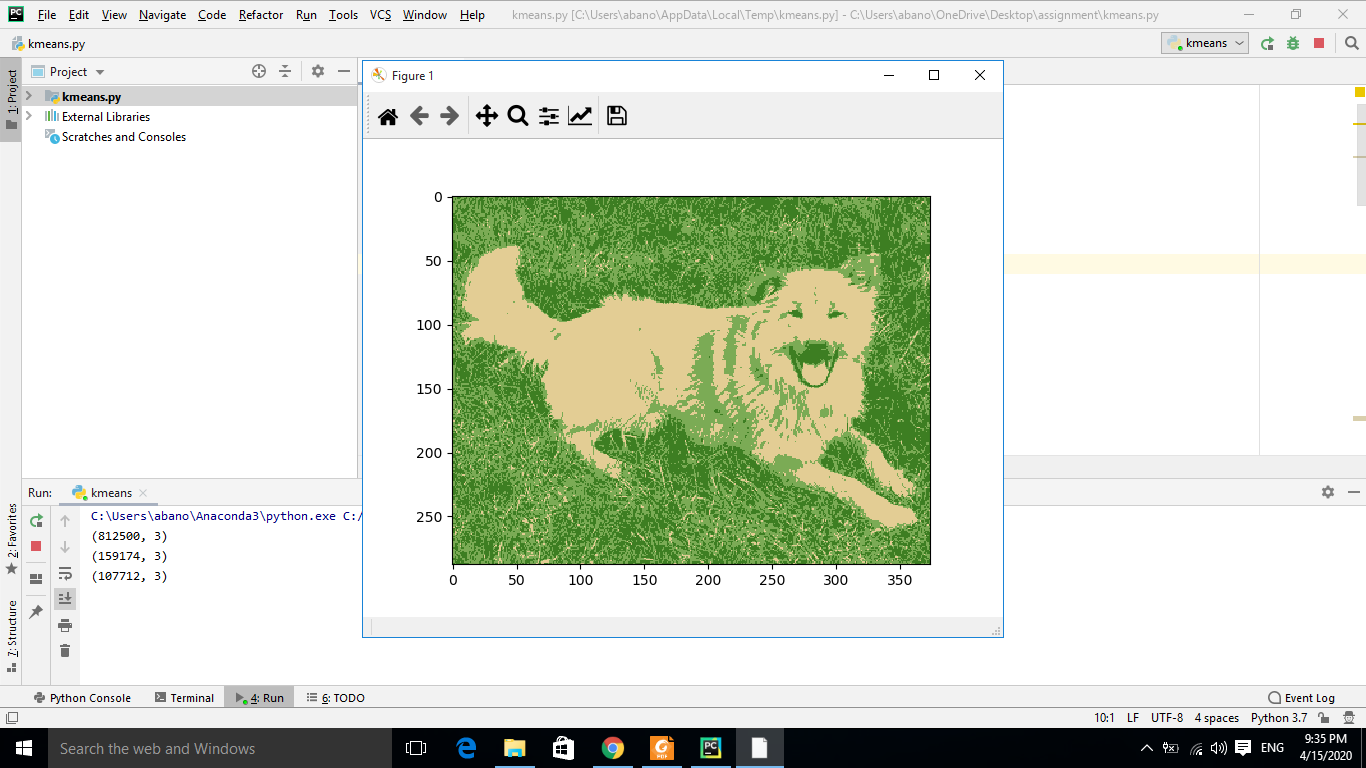 PC File Edit View Navigate Code Refactor Run Tools VCS Window Help kmeans.py [C:\Users\abano\AppData\Local\Temp\kmeans.py] - C:\Users\abano\OneDrive\Desktop\assignment\kmeans.py
kmeans.py kmeans
1: Project
Project
kmeans.py
External Libraries
Scratches and Consoles
Figure 1
0
50
100
150
200
250
0 50 100 150 200 250 300 350
2: Favorites
7: Structure
Run: kmeans
C:\Users\abano\Anaconda3\python.exe C:/
(812500, 3)
(159174, 3)
(107712, 3)
Python Console Terminal 4: Run 6: TODO Event Log
10:1 LF UTF-8 4 spaces Python 3.7
Search the web and Windows PDF PC ENG 9:35 PM
4/15/2020